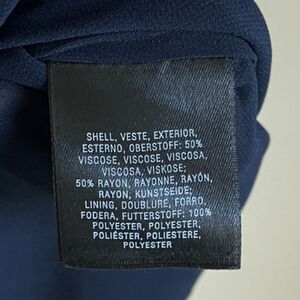 SHELL, VESTE, EXTERIOR,
ESTERNO, OBERSTOFF: 50%
VISCOSE, VISCOSE, VISCOSA,
VISCOSA, VISKOSE;
50% RAYON, RAYONNE, RAYÓN,
RAYON, KUNSTSEIDE;
LINING, DOUBLURE, FORRO,
FODERA, FUTTERSTOFF: 100%
POLYESTER, POLYESTER,
POLIÉSTER, POLIESTERE,
POLYESTER